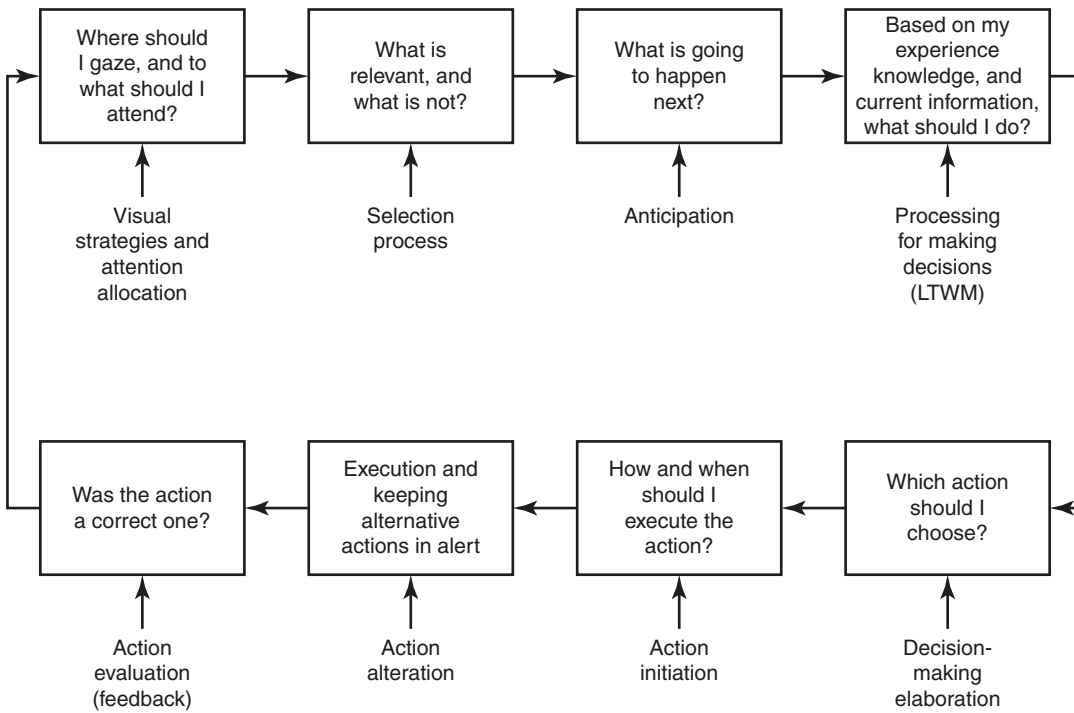 Where should
I gaze, and to
what should I
attend?
What is
relevant, and
what is not?
What is going
to happen
next?
Based on my
experience
knowledge, and
current information,
what should I do?
Visual
strategies and
attention
allocation
Selection
process
Anticipation
Processing
for making
decisions
(LTWM)
Was the action
a correct one?
Execution and
keeping
alternative
actions in alert
How and when
should I
execute the
action?
Which action
should I
choose?
Action
evaluation
(feedback)
Action
alteration
Action
initiation
Decision-
making
elaboration